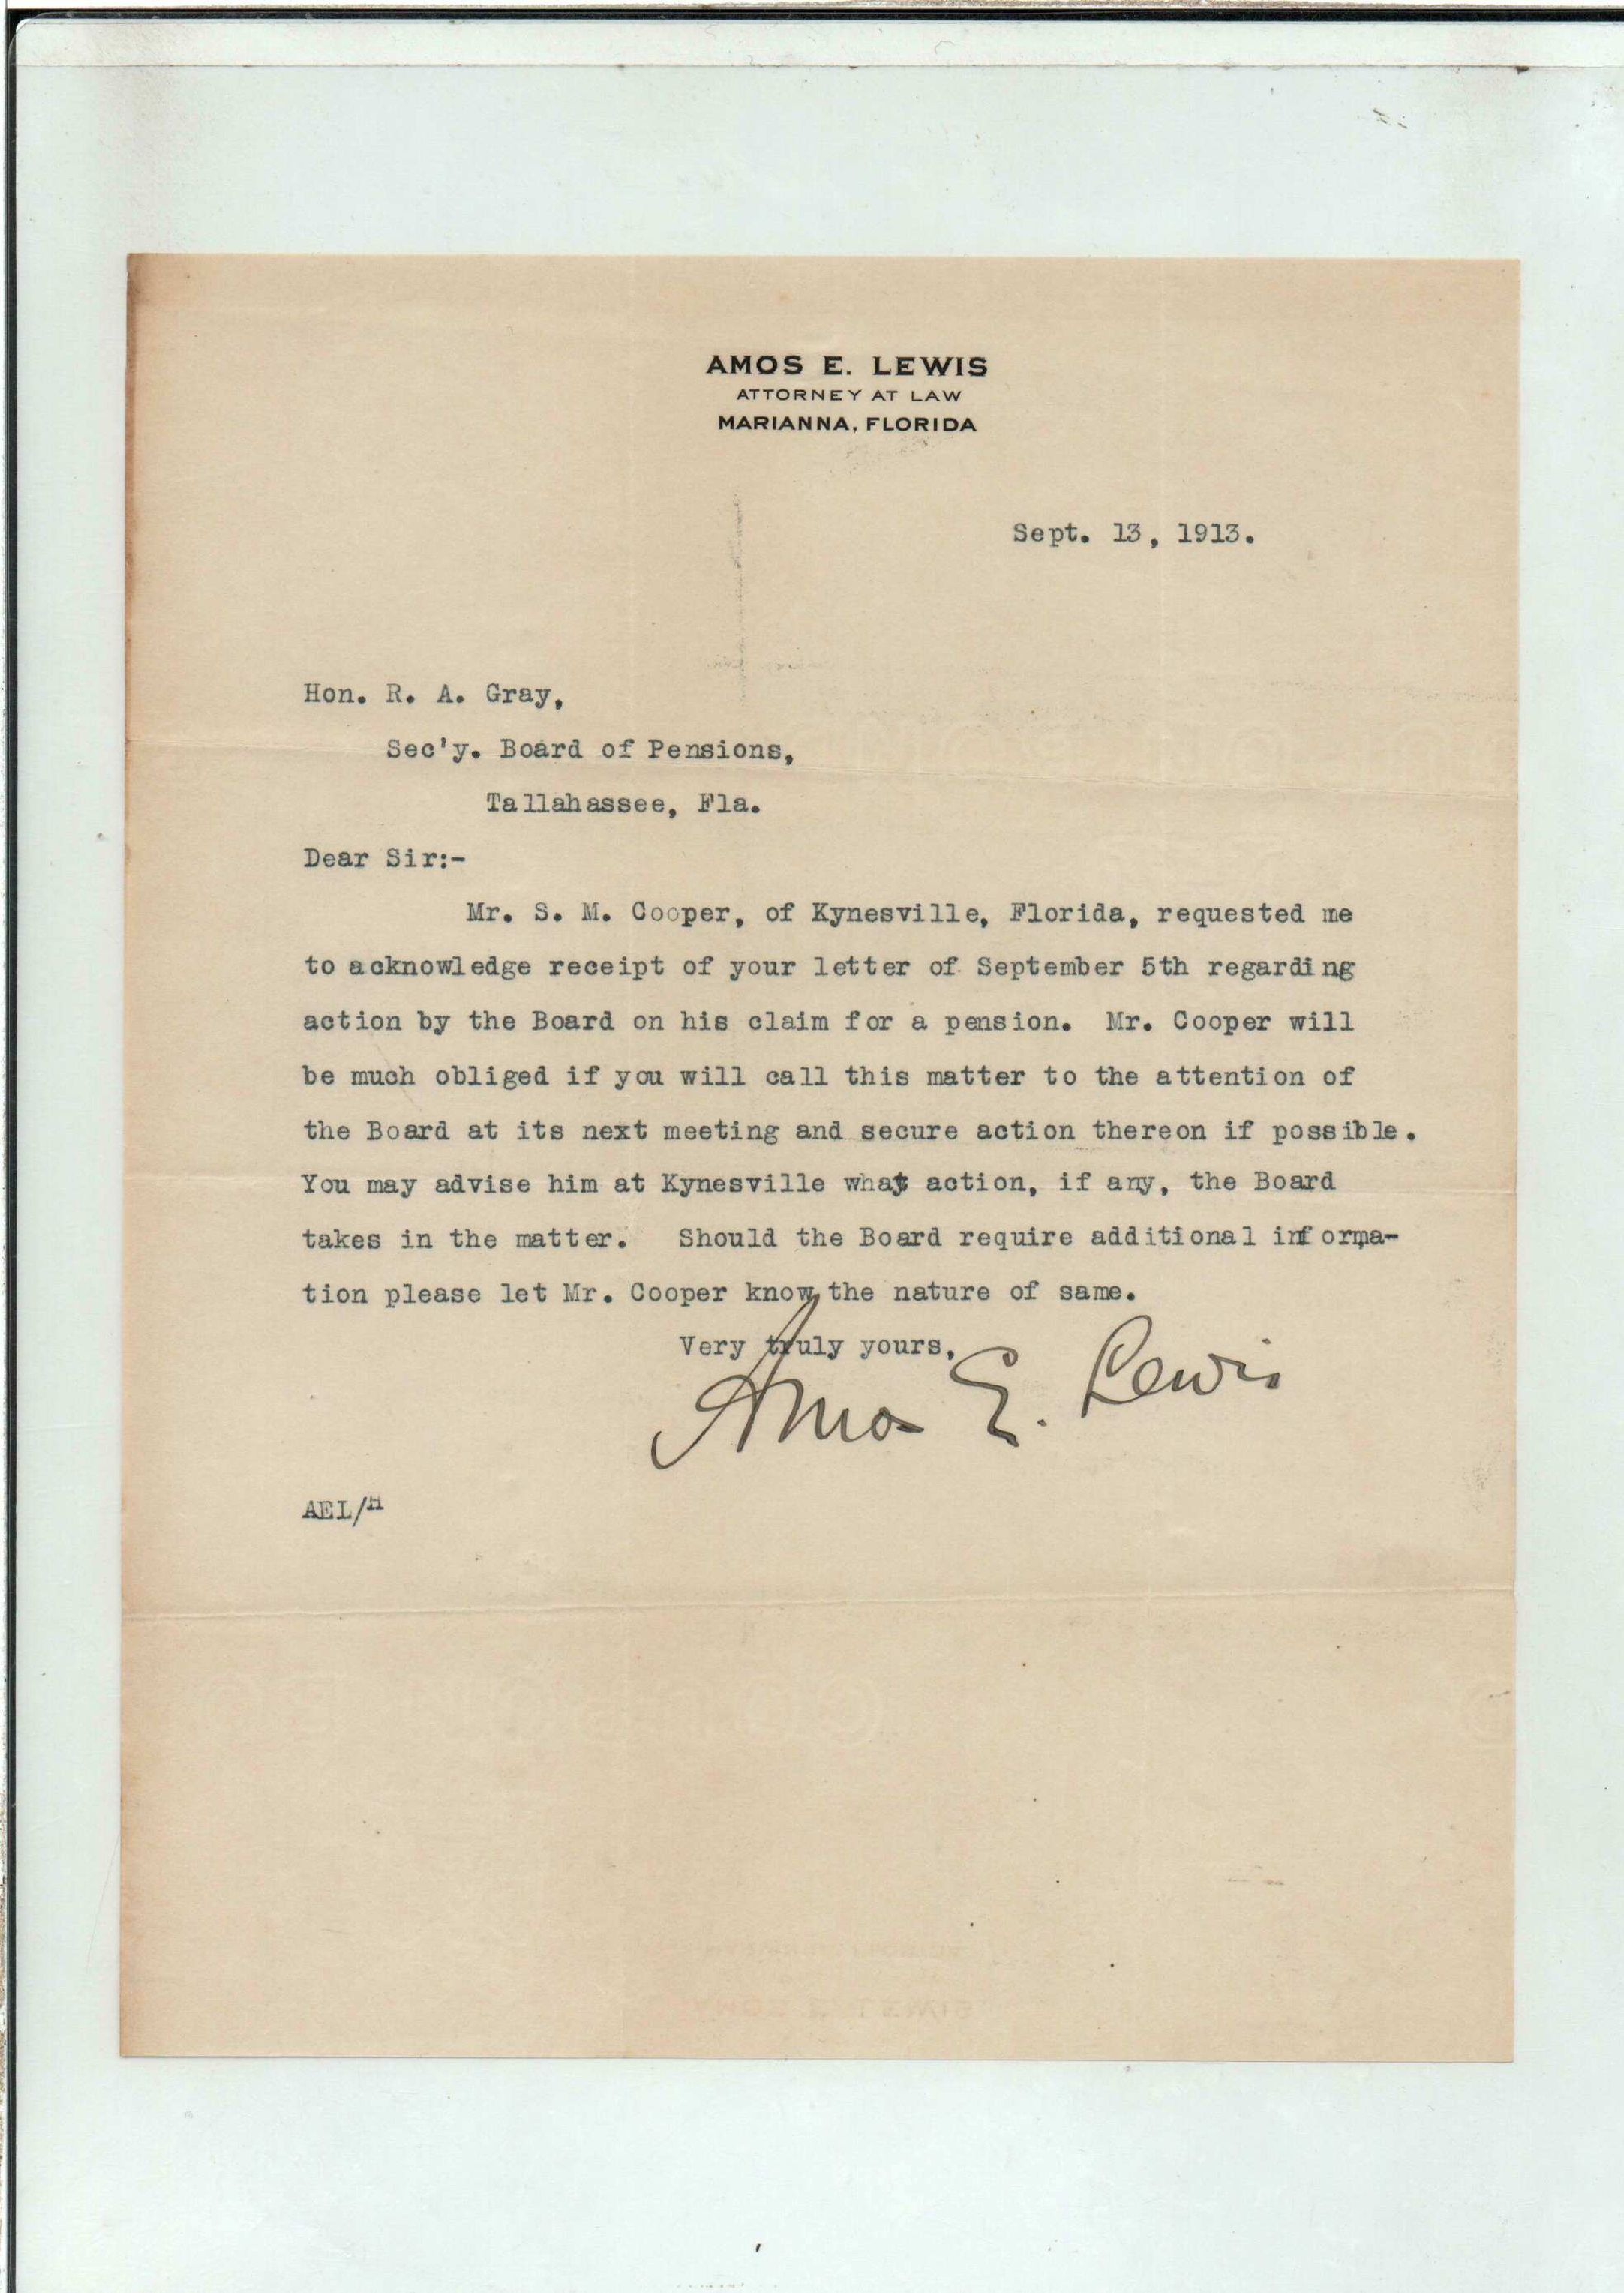 AMOS E. LEWIS
ATTORNEY AT LAW
MARIANNA, FLORIDA
Sept. 13, 1913.
Hon. R. A. Gray,
Sec'y. Board of Pensions,
Tallahassee, Fla.
Dear Sir:-
Mr. S. M. Cooper, of Kynesville, Florida, requested me
to acknowledge receipt of your letter of September 5th regarding
action by the Board on his claim for a pension. Mr. Cooper will
be much obliged if you will call this matter to the attention of
the Board at its next meeting and secure action thereon if possible.
You may advise him at Kynesville what action, if any, the Board
takes in the matter. Should the Board require additional informa-
tion please let Mr. Cooper know the nature of same.
Very truly yours,
Amos E. Lewis
AEL/H